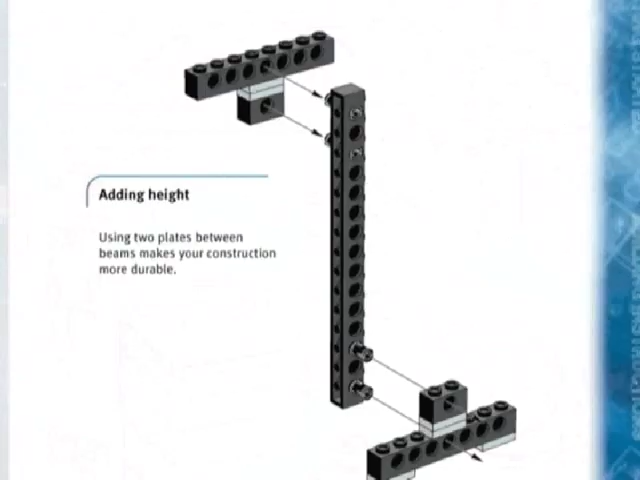 Adding height
Using two plates between
beams makes your construction
more durable.